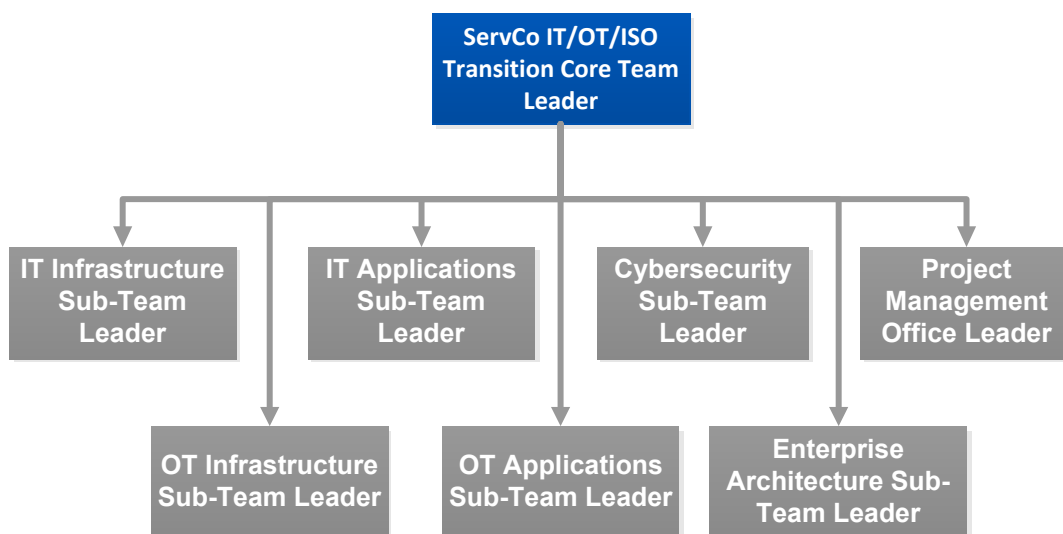 ServCo IT/OT/ISO
Transition Core Team
Leader
IT Infrastructure
Sub-Team
Leader
IT Applications
Sub-Team
Leader
Cybersecurity
Sub-Team
Leader
Project
Management
Office Leader
OT Infrastructure
Sub-Team Leader
OT Applications
Sub-Team Leader
Enterprise
Architecture Sub-
Team Leader